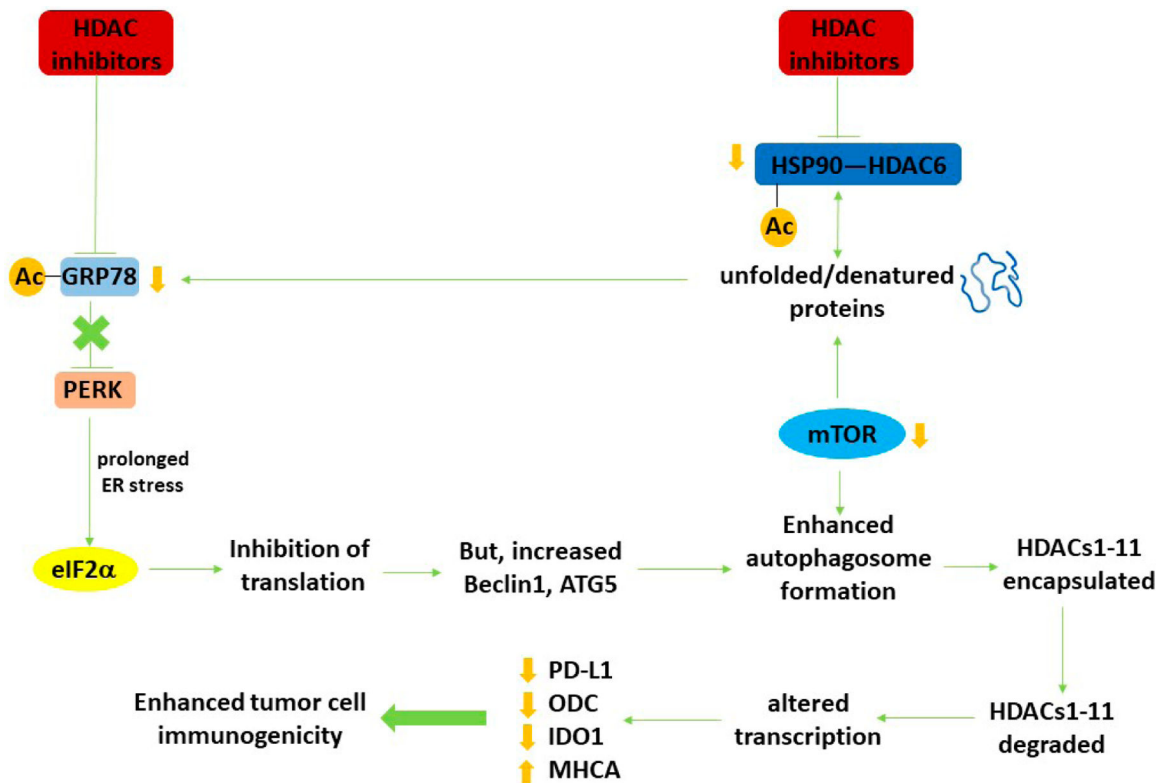 HDAC
inhibitors
HDAC
inhibitors
HSP90—HDAC6
Ac
Ac
GRP78
unfolded/denatured
proteins
PERK
mTOR
prolonged
ER stress
eIF2α
Inhibition of
translation
But, increased
Beclin1, ATG5
Enhanced
autophagosome
formation
HDACs1-11
encapsulated
HDACs1-11
degraded
altered
transcription
PD-L1
ODC
IDO1
MHCA
Enhanced tumor cell
immunogenicity